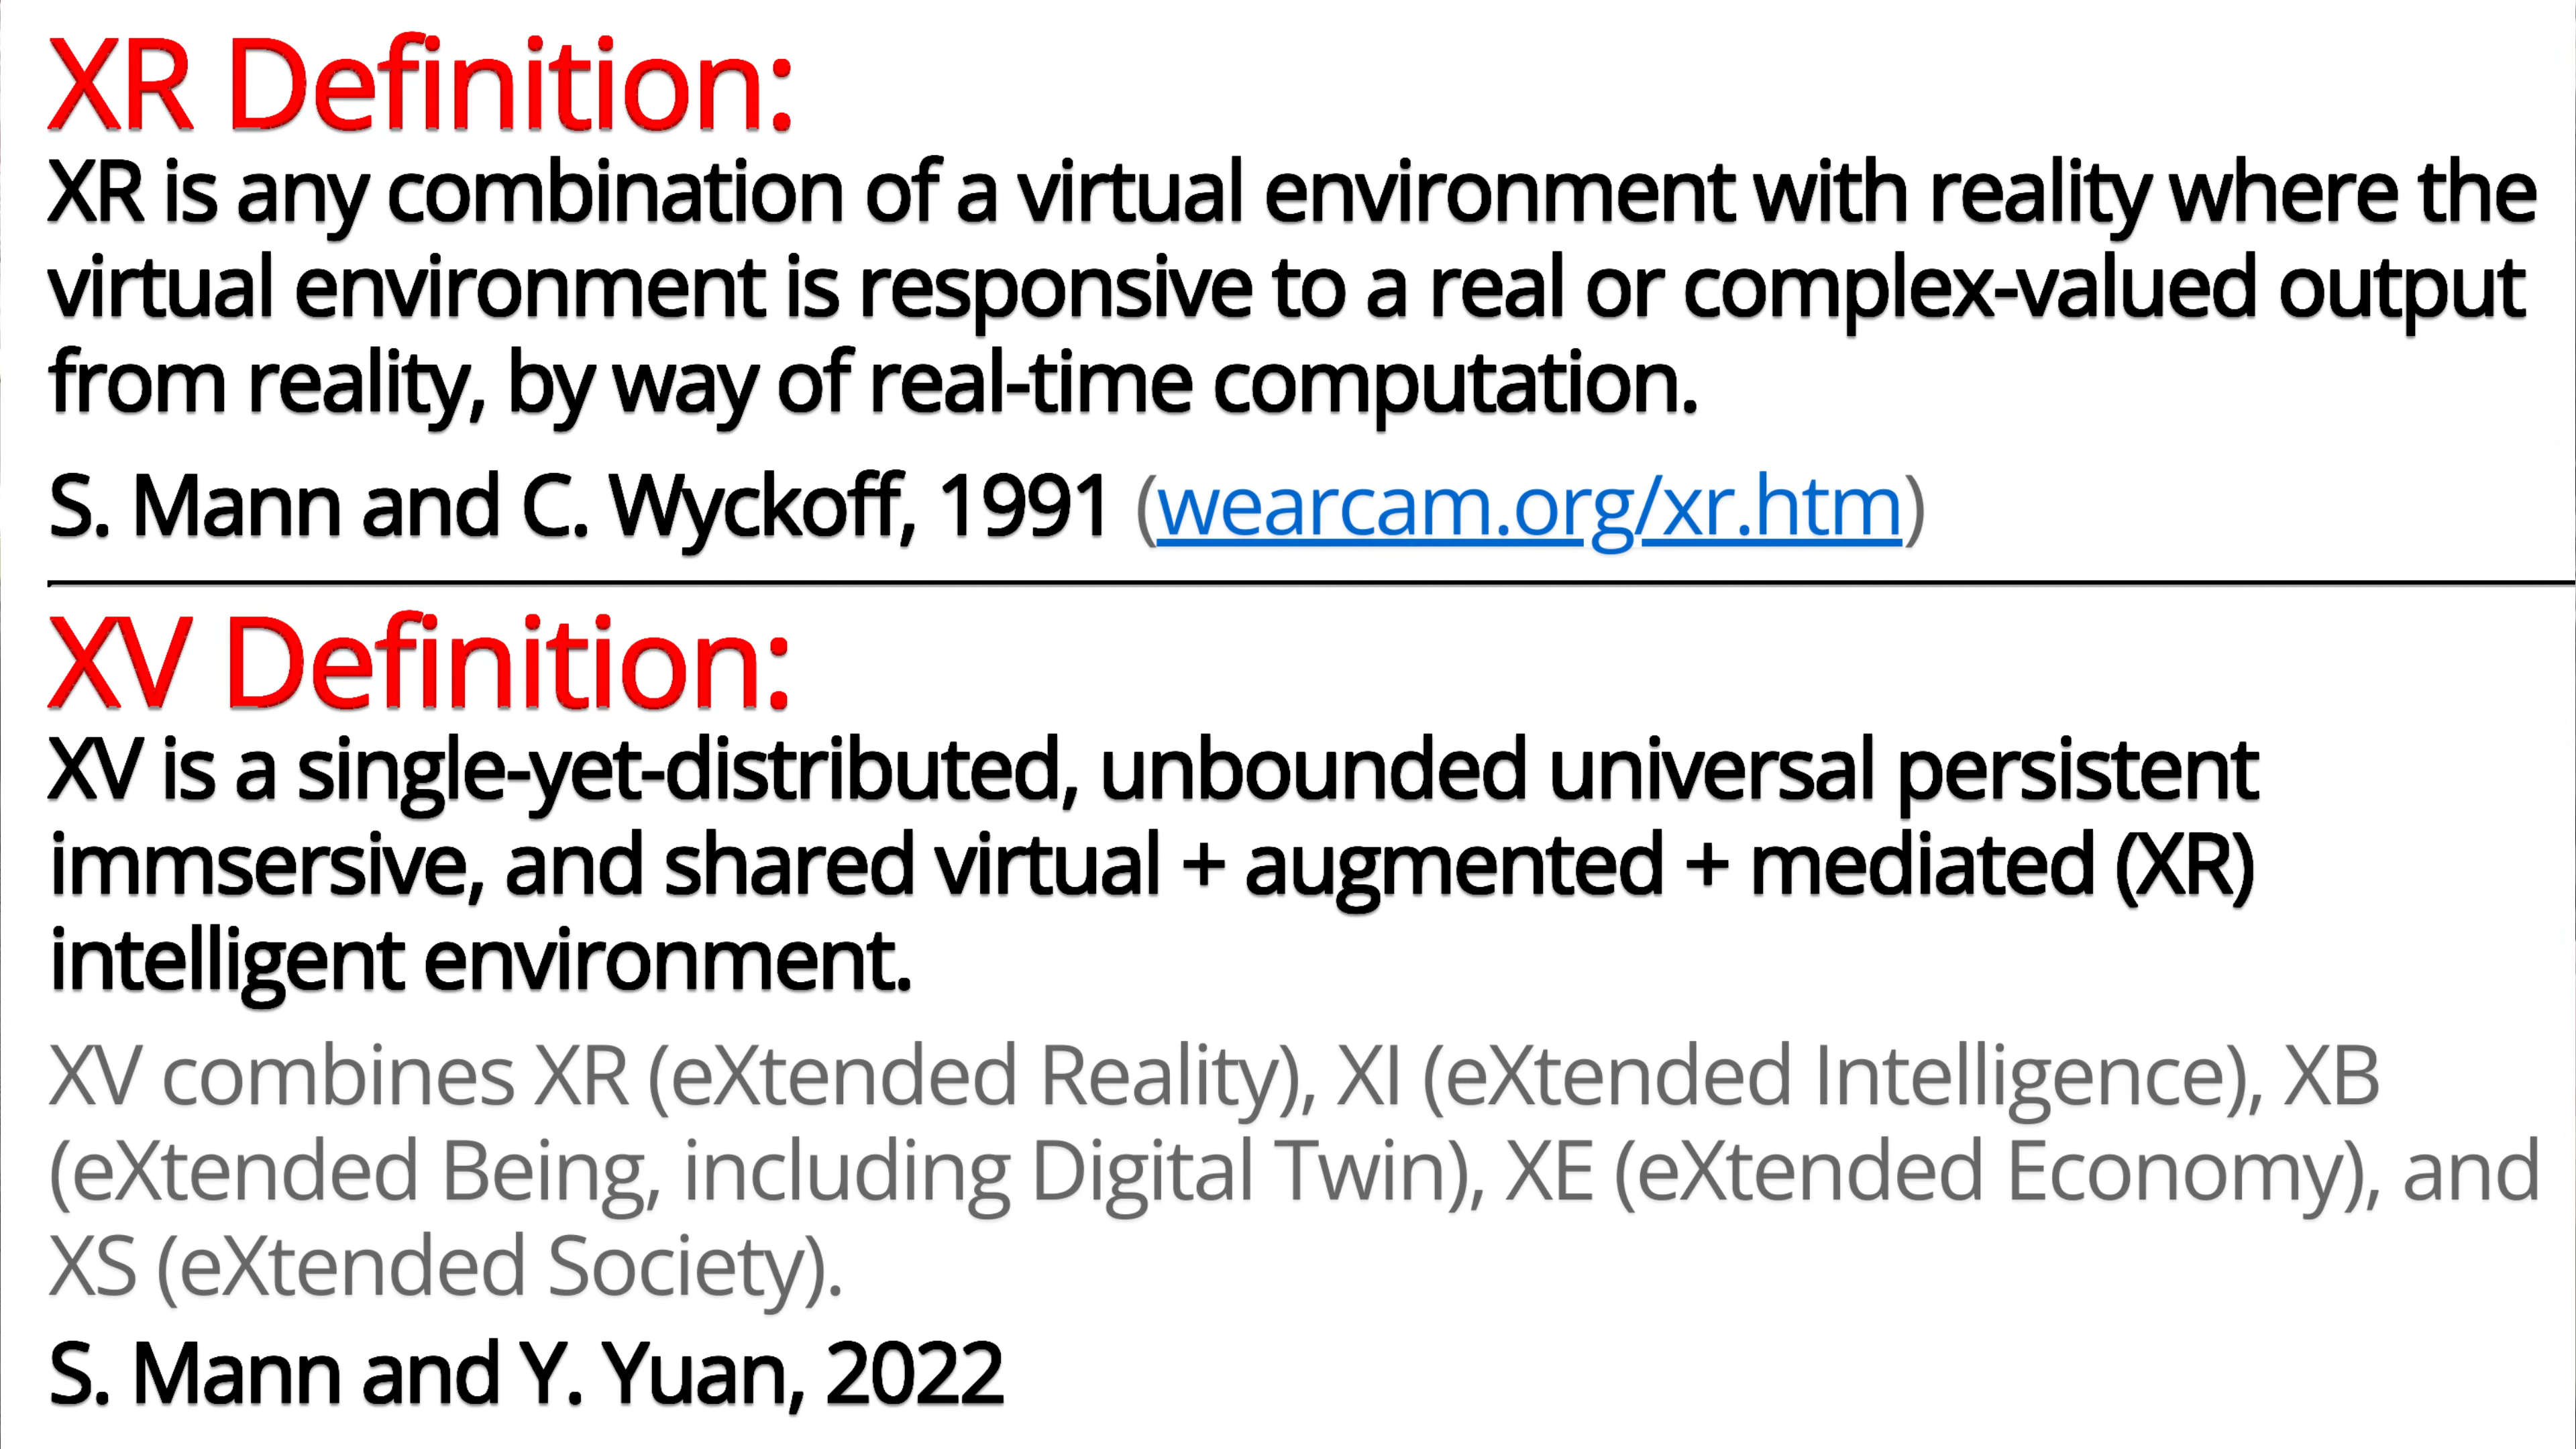 XR Definition:
XR is any combination of a virtual environment with reality where the
virtual environment is responsive to a real or complex-valued output
from reality, by way of real-time computation.
S. Mann and C. Wyckoff, 1991 (wearcam.org/xr.htm)
XV Definition:
XV is a single-yet-distributed, unbounded universal persistent
immsersive, and shared virtual + augmented + mediated (XR)
intelligent environment.
XV combines XR (eXtended Reality), XI (eXtended Intelligence), XB
(eXtended Being, including Digital Twin), XE (eXtended Economy), and
XS (eXtended Society).
S. Mann and Y. Yuan, 2022